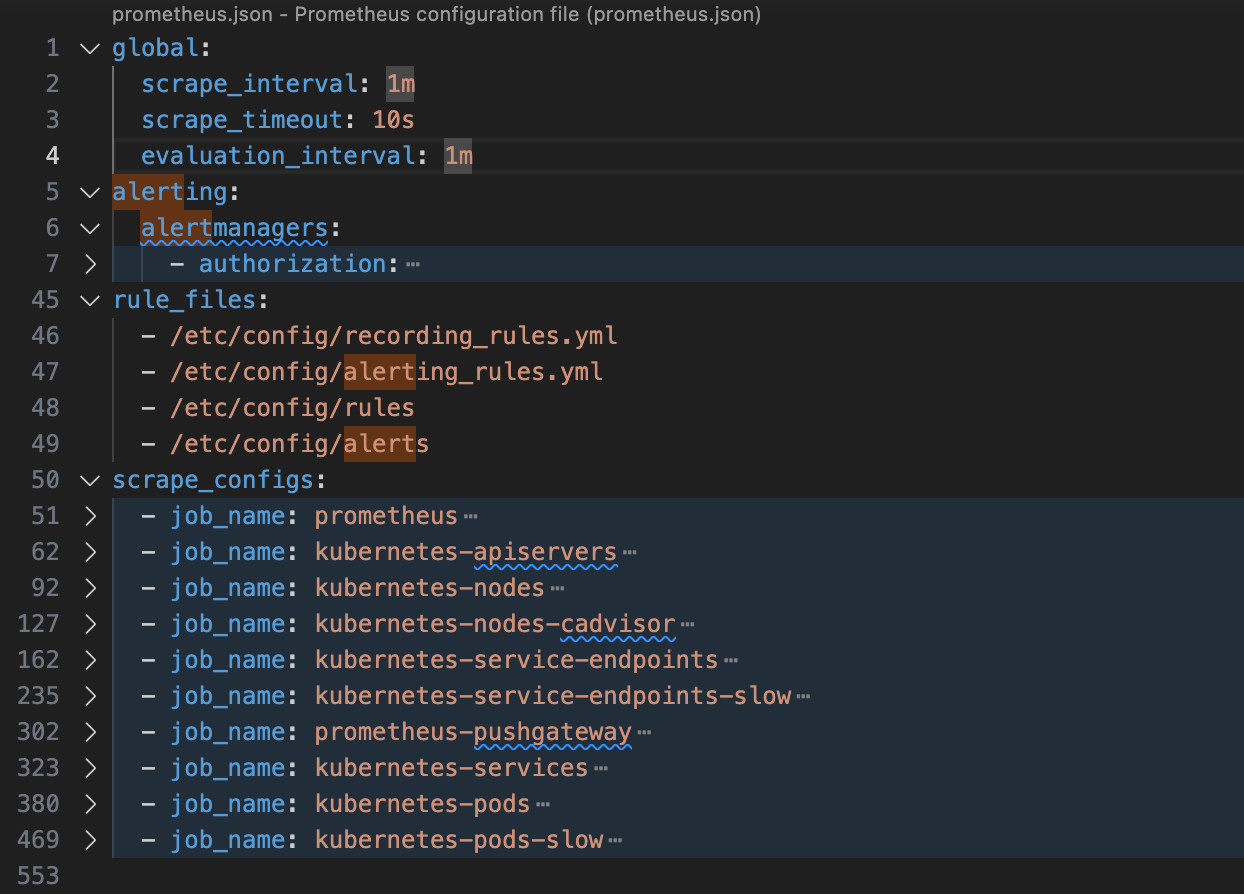 prometheus.json - Prometheus configuration file (prometheus.json)
1 global:
2 scrape_interval: 1m
3 scrape_timeout: 10s
4 evaluation_interval: 1m
5 alerting:
6 alertmanagers:
7 - authorization: ...
45 rule_files:
46 - /etc/config/recording_rules.yml
47 - /etc/config/alerting_rules.yml
48 - /etc/config/rules
49 - /etc/config/alerts
50 scrape_configs:
51 - job_name: prometheus ...
62 - job_name: kubernetes-apiservers ...
92 - job_name: kubernetes-nodes ...
127 - job_name: kubernetes-nodes-cadvisor ...
162 - job_name: kubernetes-service-endpoints ...
235 - job_name: kubernetes-service-endpoints-slow ...
302 - job_name: prometheus-pushgateway ...
323 - job_name: kubernetes-services ...
380 - job_name: kubernetes-pods ...
469 - job_name: kubernetes-pods-slow ...
553